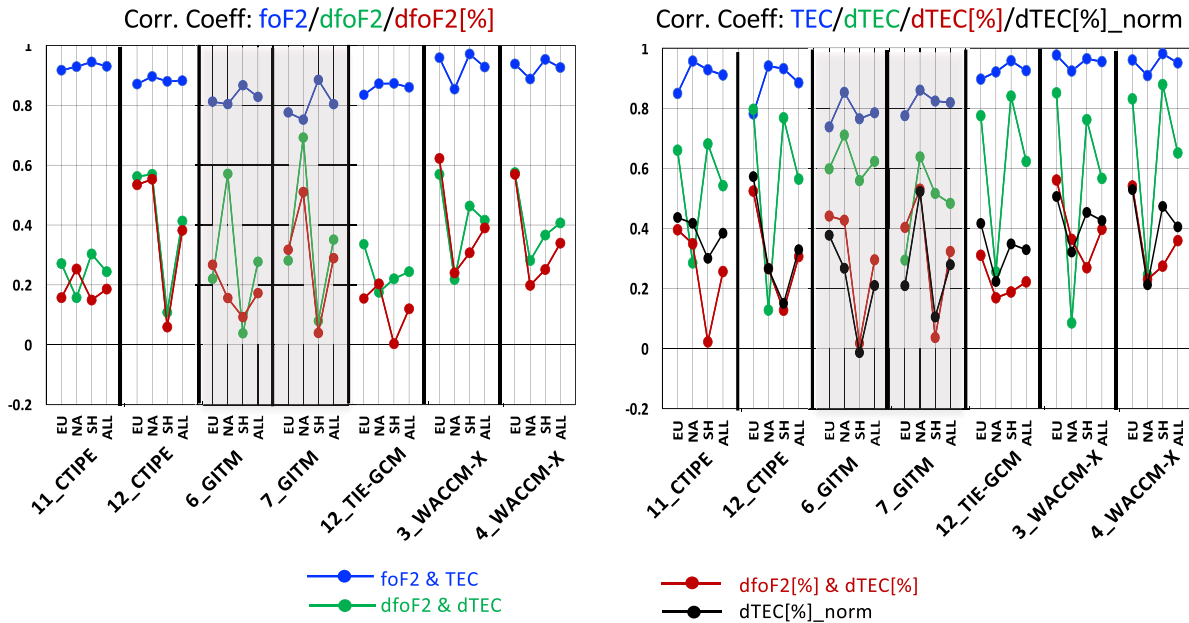 Corr. Coeff: foF2/dfoF2/dfoF2[%]
1
0.8
0.6
0.4
0.2
0
-0.2
EU NA SH ALL EU NA SH ALL EU NA SH ALL EU NA SH ALL EU NA SH ALL EU NA SH ALL EU NA SH ALL
11_CTIPE 12_CTIPE 6_GITM 7_GITM 12_TIE-GCM 3_WACCM-X 4_WACCM-X
Corr. Coeff: TEC/dTEC/dTEC[%]/dTEC[%]_norm
1
0.8
0.6
0.4
0.2
0
-0.2
EU NA SH ALL EU NA SH ALL EU NA SH ALL EU NA SH ALL EU NA SH ALL EU NA SH ALL EU NA SH ALL
11_CTIPE 12_CTIPE 6_GITM 7_GITM 12_TIE-GCM 3_WACCM-X 4_WACCM-X
foF2 & TEC
dfoF2 & dTEC
dfoF2[%] & dTEC[%]
dTEC[%]_norm